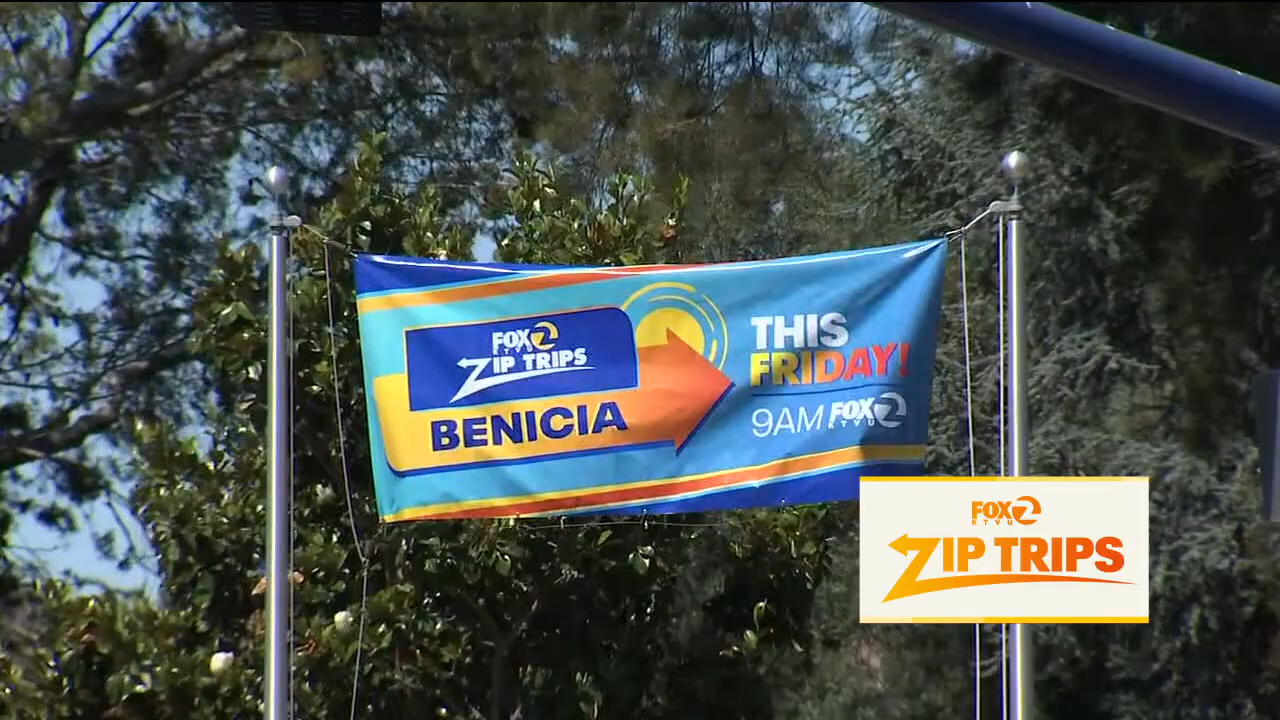 FOX 2
KTVU
ZIP TRIPS
BENICIA
THIS
FRIDAY!
9AM FOX 2
KTVU
FOX 2
KTVU
ZIP TRIPS